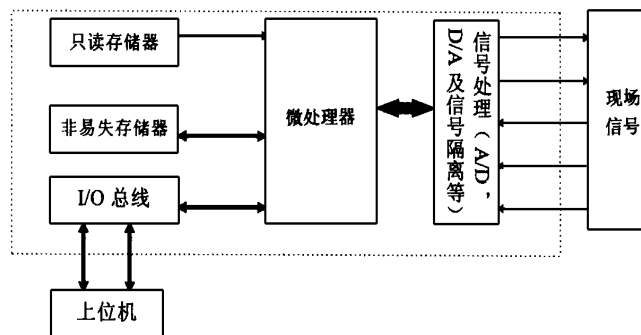 只读存储器
非易失存储器
I/O 总线
上位机
微处理器
信号处理（A/D，
D/A 及信号隔离等）
现场
信号